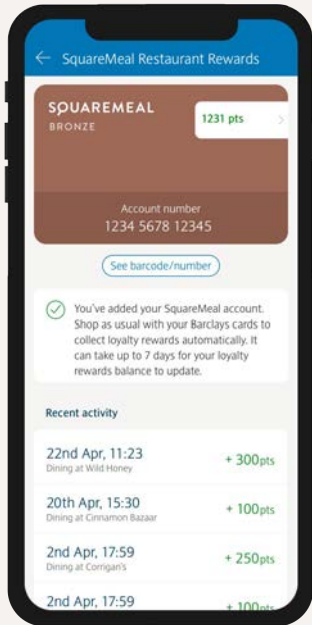 ← SquareMeal Restaurant Rewards
SQUAREMEAL
BRONZE
1231 pts >
Account number
1234 5678 12345
See barcode/number
You've added your SquareMeal account.
Shop as usual with your Barclays cards to
collect loyalty rewards automatically. It
can take up to 7 days for your loyalty
rewards balance to update.
Recent activity
22nd Apr, 11:23
+ 300pts
Dining at Wild Honey
20th Apr, 15:30
+ 100pts
Dining at Cinnamon Bazaar
2nd Apr, 17:59
+ 250pts
Dining at Corrigan's
2nd Apr, 17:59
+ 100pts